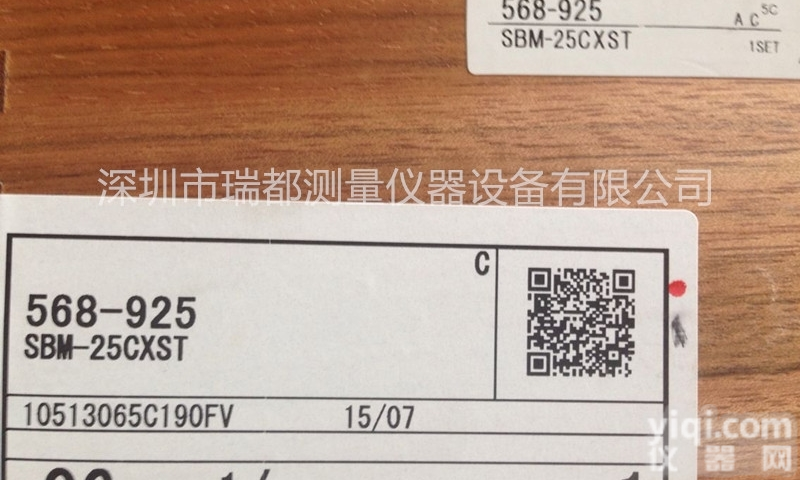 568-925
A C 5C
SBM-25CXST
1SET
深圳市瑞都测量仪器设备有限公司
C
568-925
SBM-25CXST
10513065C190FV 15/07
yiqi.com
仪器网